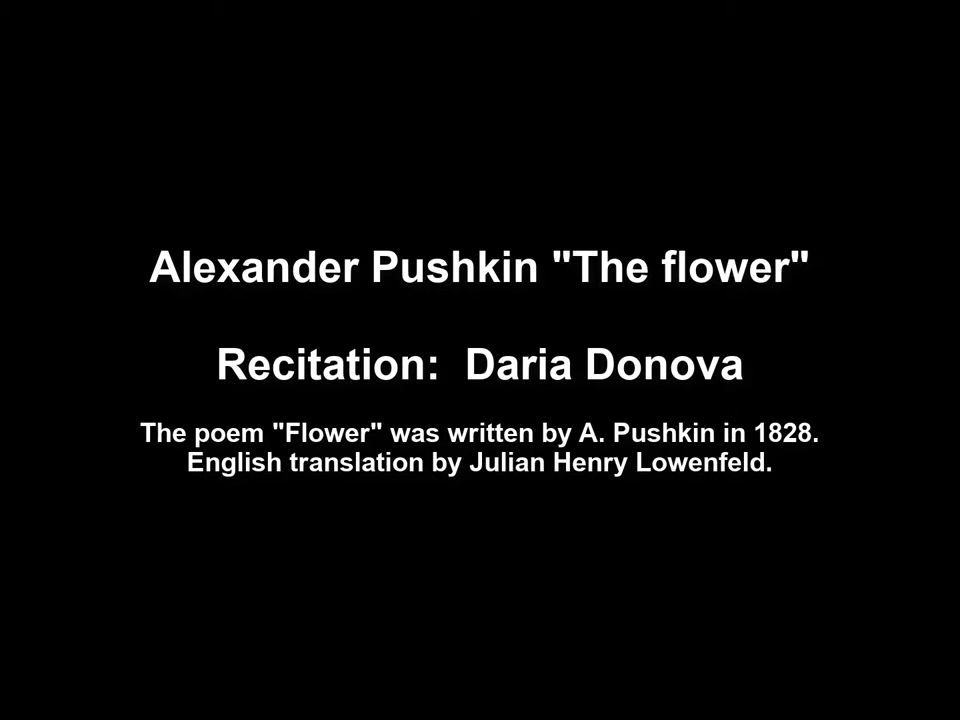 Alexander Pushkin "The flower"
Recitation:  Daria Donova
The poem "Flower" was written by A. Pushkin in 1828.
English translation by Julian Henry Lowenfeld.